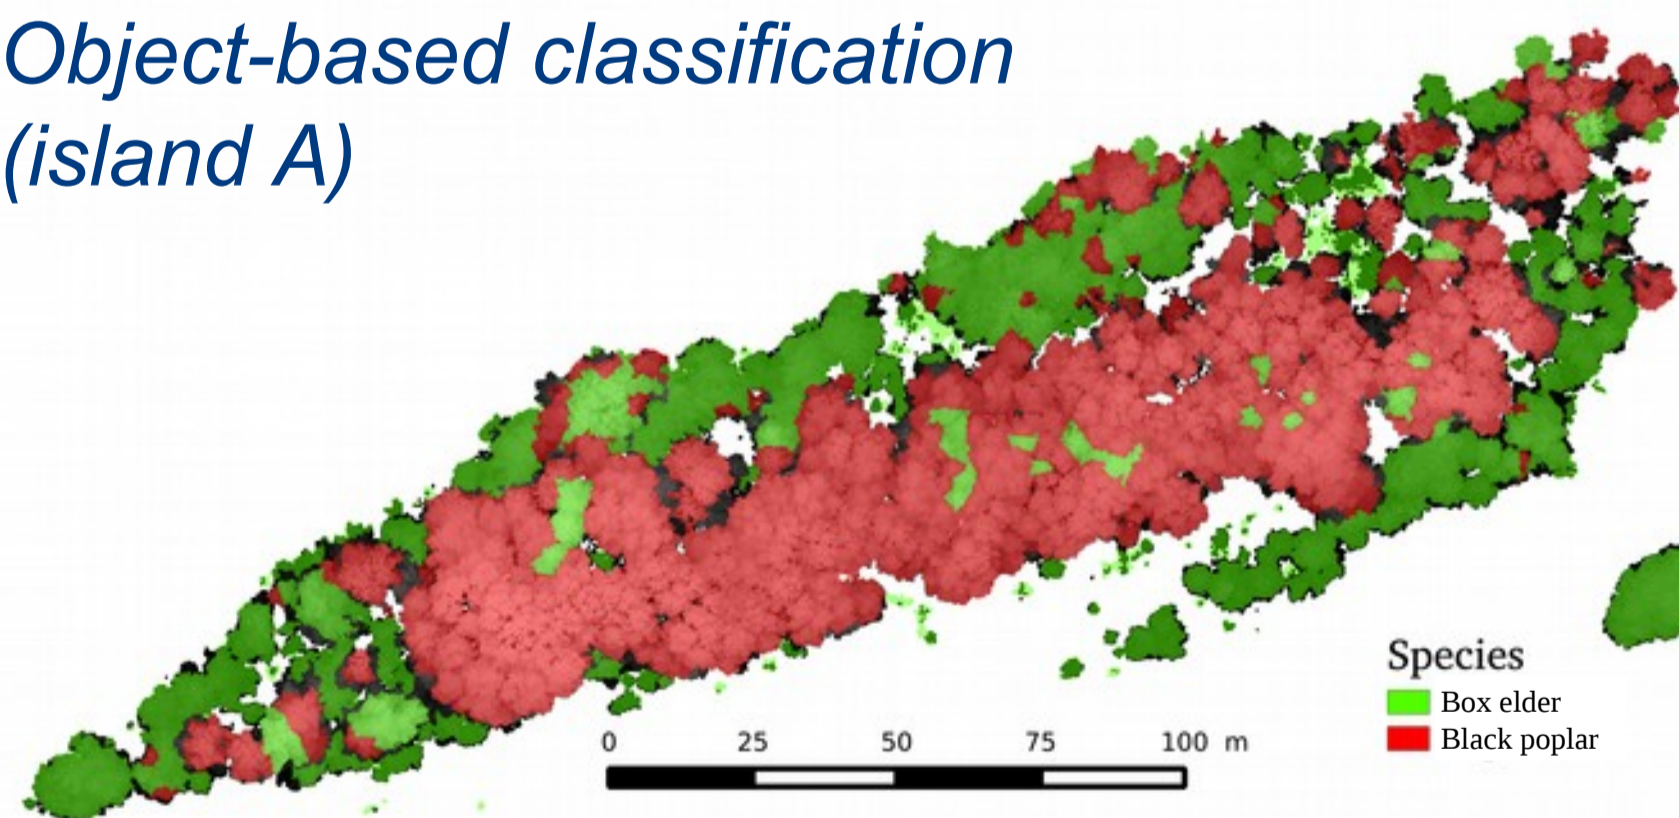 Object-based classification
(island A)
Species
Box elder
Black poplar
0 25 50 75 100 m